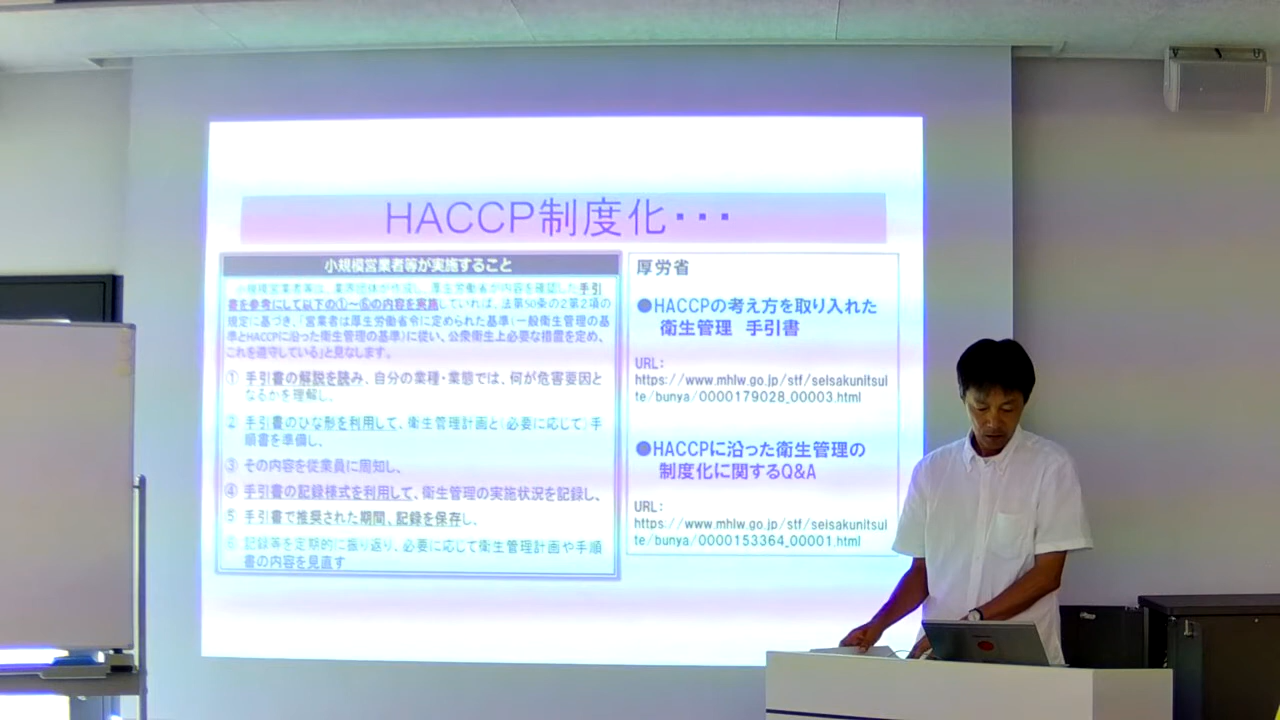 HACCP制度化・・・
小規模営業者等が実施すること
小規模営業者等は、業界団体が作成し、厚生労働省が内容を確認した手引
書を参考にして以下の①～⑥の内容を実施していれば、法第50条の2第2項の
規定に基づき、「営業者は厚生労働省令に定められた基準(一般衛生管理の基
準とHACCPに沿った衛生管理の基準)に従い、公衆衛生上必要な措置を定め、
これを遵守している」と見なします。
① 手引書の解説を読み、自分の業種・業態では、何が危害要因と
なるかを理解し、
② 手引書のひな形を利用して、衛生管理計画と(必要に応じて)手
順書を準備し、
③ その内容を従業員に周知し、
④ 手引書の記録様式を利用して、衛生管理の実施状況を記録し、
⑤ 手引書で推奨された期間、記録を保存し、
⑥ 記録等を定期的に振り返り、必要に応じて衛生管理計画や手順
書の内容を見直す
厚労省
●HACCPの考え方を取り入れた
衛生管理 手引書
URL:
https://www.mhlw.go.jp/stf/seisakunitsui
te/bunya/0000179028_00003.html
●HACCPに沿った衛生管理の
制度化に関するQ&A
URL:
https://www.mhlw.go.jp/stf/seisakunitsui
te/bunya/0000153364_00001.html